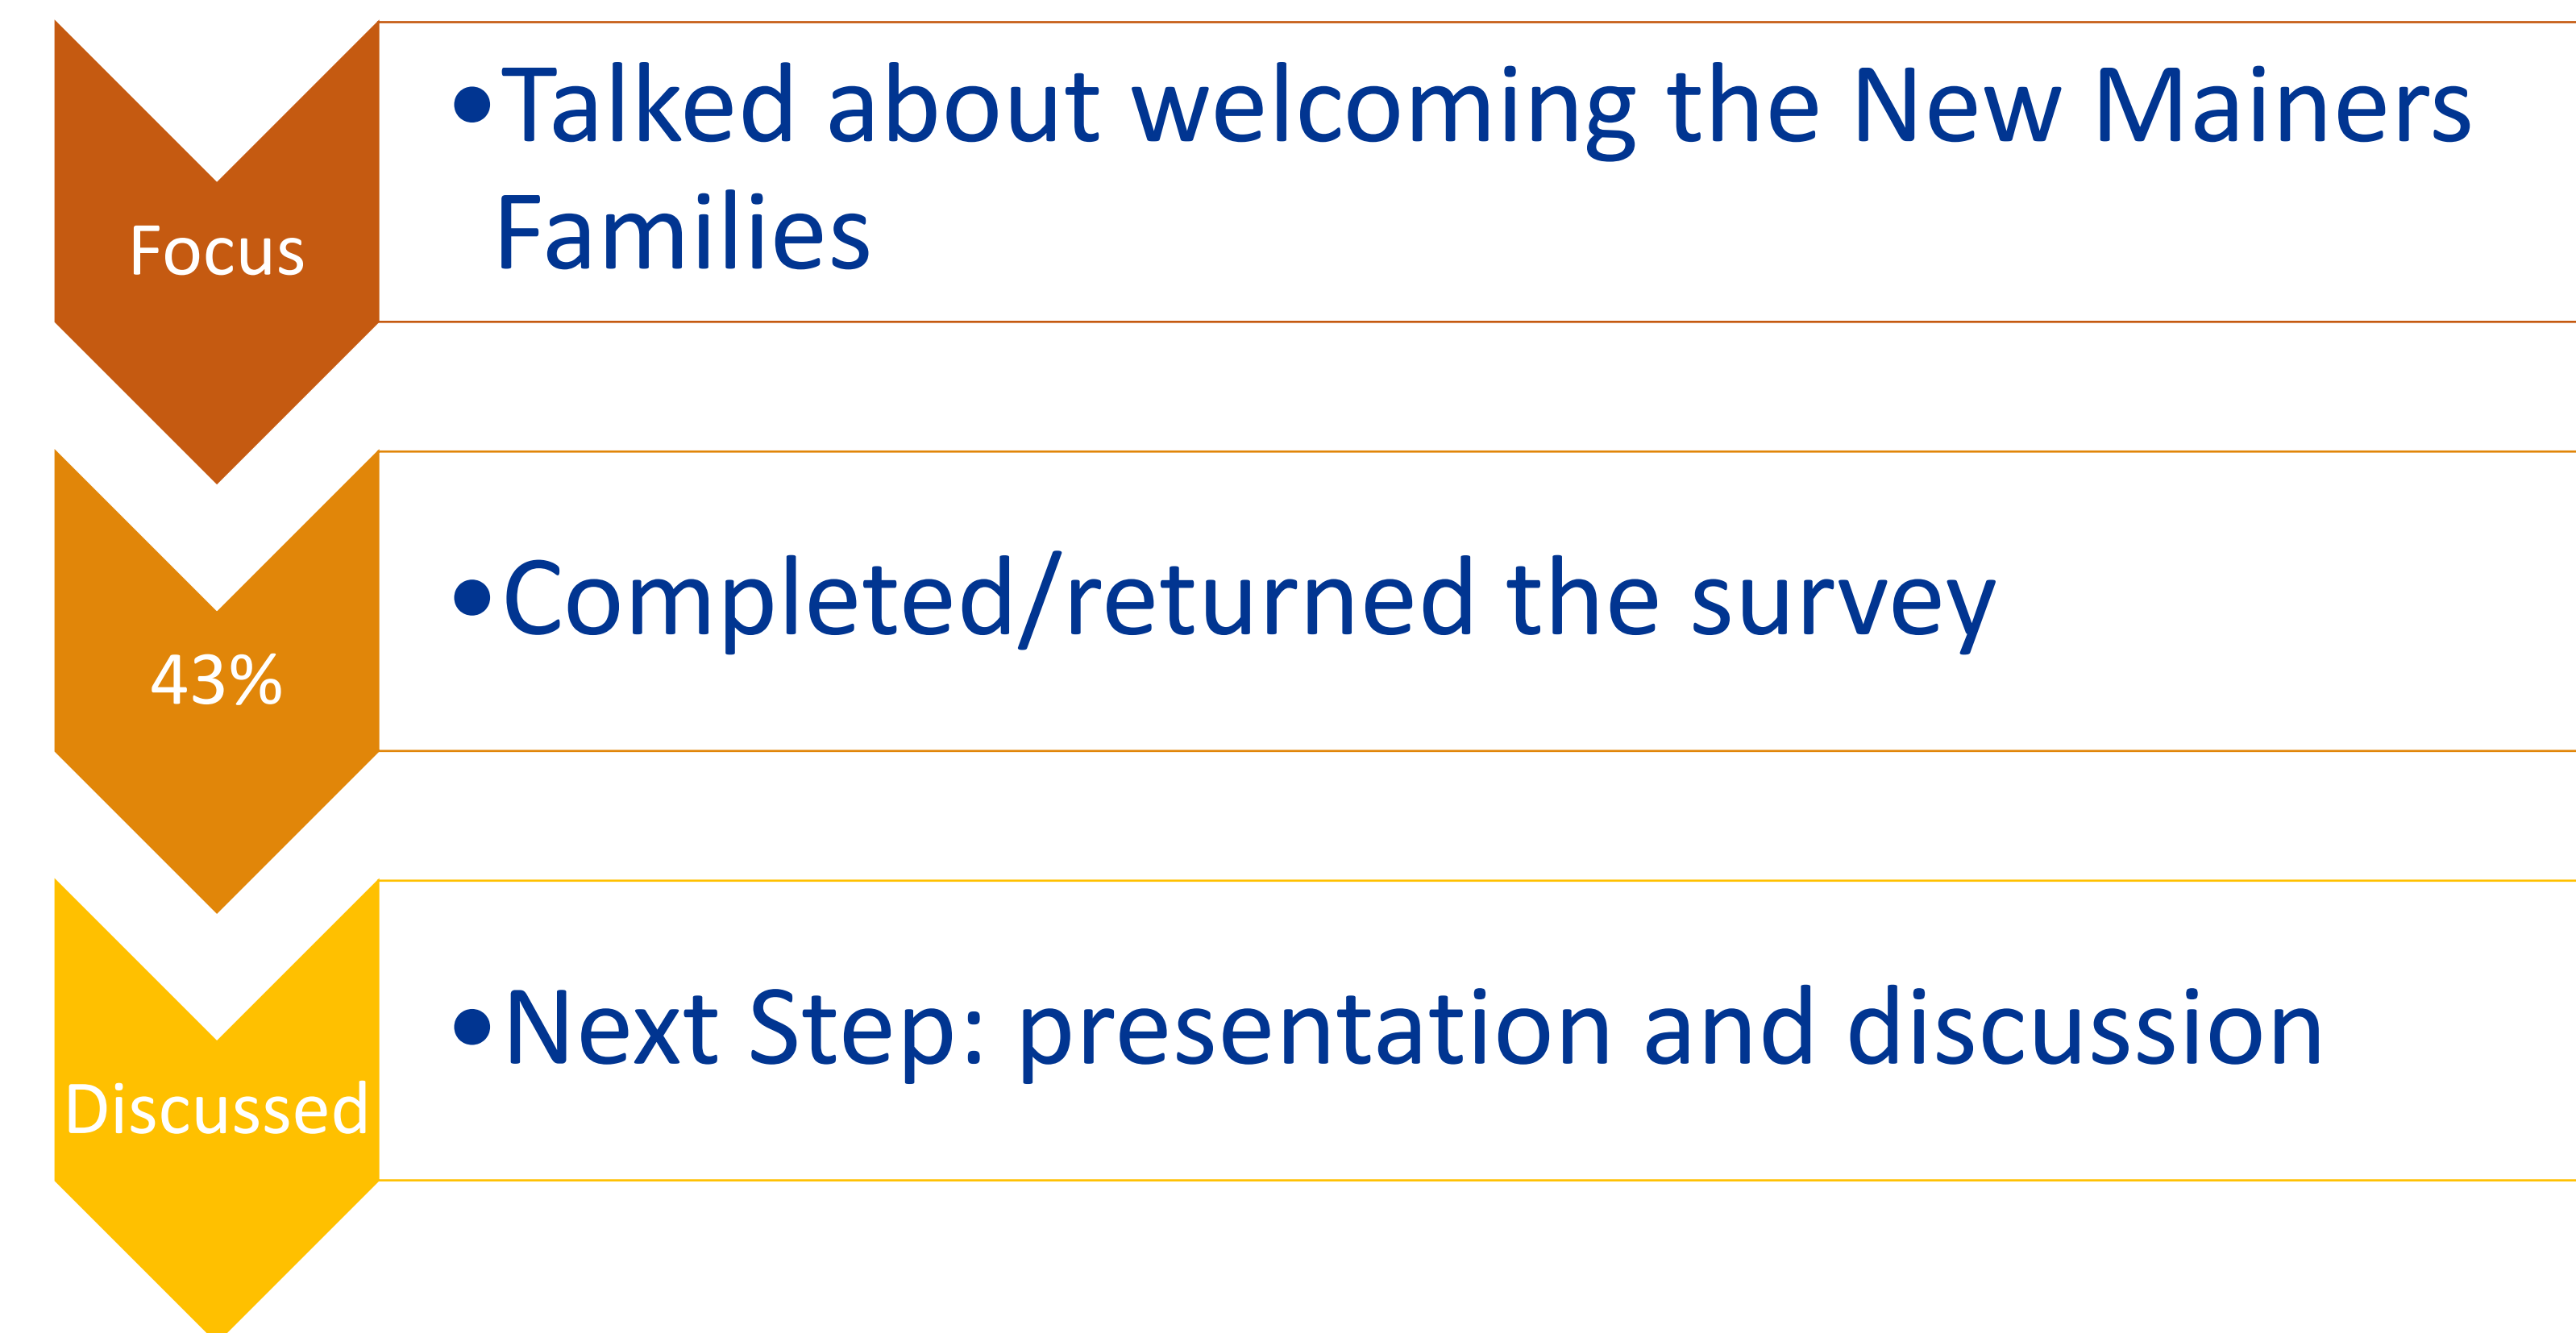 Focus
•Talked about welcoming the New Mainers
Families
43%
•Completed/returned the survey
Discussed
•Next Step: presentation and discussion